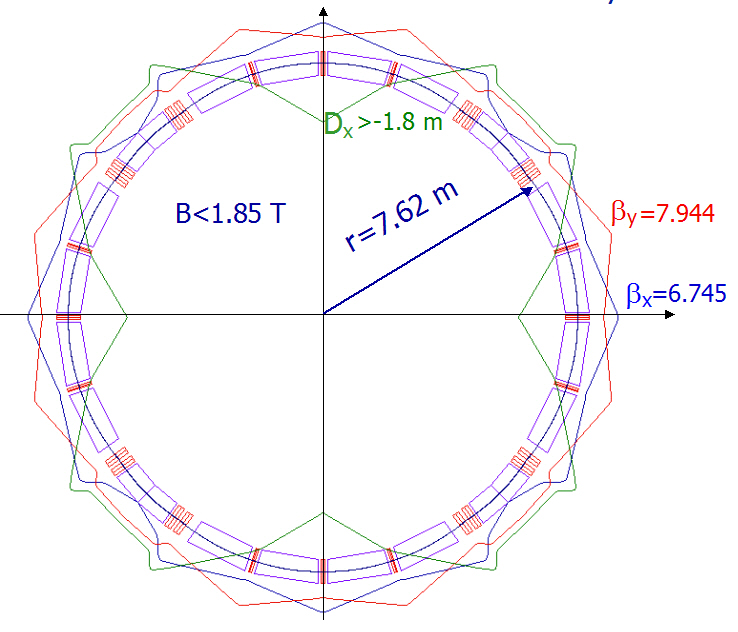 Dx>-1.8 m
B<1.85 T
r=7.62 m
βy=7.944
βx=6.745